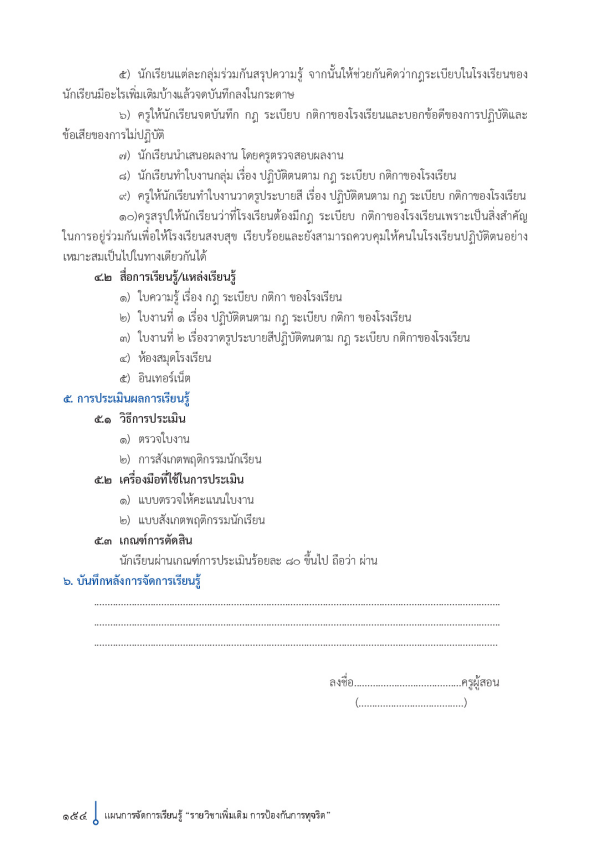 ๕) นักเรียนแต่ละกลุ่มร่วมกันสรุปความรู้ จากนั้นให้ช่วยกันคิดว่ากฎระเบียบในโรงเรียนของ
นักเรียนมีอะไรเพิ่มเติมบ้างแล้วจดบันทึกลงในกระดาษ
๖) ครูให้นักเรียนจดบันทึก กฎ ระเบียบ กติกาของโรงเรียนและบอกข้อดีของการปฏิบัติและ
ข้อเสียของการไม่ปฏิบัติ
๗) นักเรียนนำเสนอผลงาน โดยครูตรวจสอบผลงาน
๘) นักเรียนทำใบงานกลุ่ม เรื่อง ปฏิบัติตนตาม กฎ ระเบียบ กติกาของโรงเรียน
๙) ครูให้นักเรียนทำใบงานวาดรูประบายสี เรื่อง ปฏิบัติตนตาม กฎ ระเบียบ กติกาของโรงเรียน
๑๐)ครูสรุปให้นักเรียนว่าที่โรงเรียนต้องมีกฎ ระเบียบ กติกาของโรงเรียนเพราะเป็นสิ่งสำคัญ
ในการอยู่ร่วมกันเพื่อให้โรงเรียนสงบสุข เรียบร้อยและยังสามารถควบคุมให้คนในโรงเรียนปฏิบัติตนอย่าง
เหมาะสมเป็นไปในทางเดียวกันได้
๔.๒ สื่อการเรียนรู้/แหล่งเรียนรู้
๑) ใบความรู้ เรื่อง กฎ ระเบียบ กติกา ของโรงเรียน
๒) ใบงานที่ ๑ เรื่อง ปฏิบัติตนตาม กฎ ระเบียบ กติกา ของโรงเรียน
๓) ใบงานที่ ๒ เรื่องวาดรูประบายสีปฏิบัติตนตาม กฎ ระเบียบ กติกาของโรงเรียน
๔) ห้องสมุดโรงเรียน
๕) อินเทอร์เน็ต
๕. การประเมินผลการเรียนรู้
๕.๑ วิธีการประเมิน
๑) ตรวจใบงาน
๒) การสังเกตพฤติกรรมนักเรียน
๕.๒ เครื่องมือที่ใช้ในการประเมิน
๑) แบบตรวจให้คะแนนใบงาน
๒) แบบสังเกตพฤติกรรมนักเรียน
๕.๓ เกณฑ์การตัดสิน
นักเรียนผ่านเกณฑ์การประเมินร้อยละ ๘๐ ขึ้นไป ถือว่า ผ่าน
๖. บันทึกหลังการจัดการเรียนรู้
................................................................................
................................................................................
................................................................................
ลงชื่อ......................................ครูผู้สอน
(.....................................)
๑๕๔ แผนการจัดการเรียนรู้ “รายวิชาเพิ่มเติม การป้องกันการทุจริต”